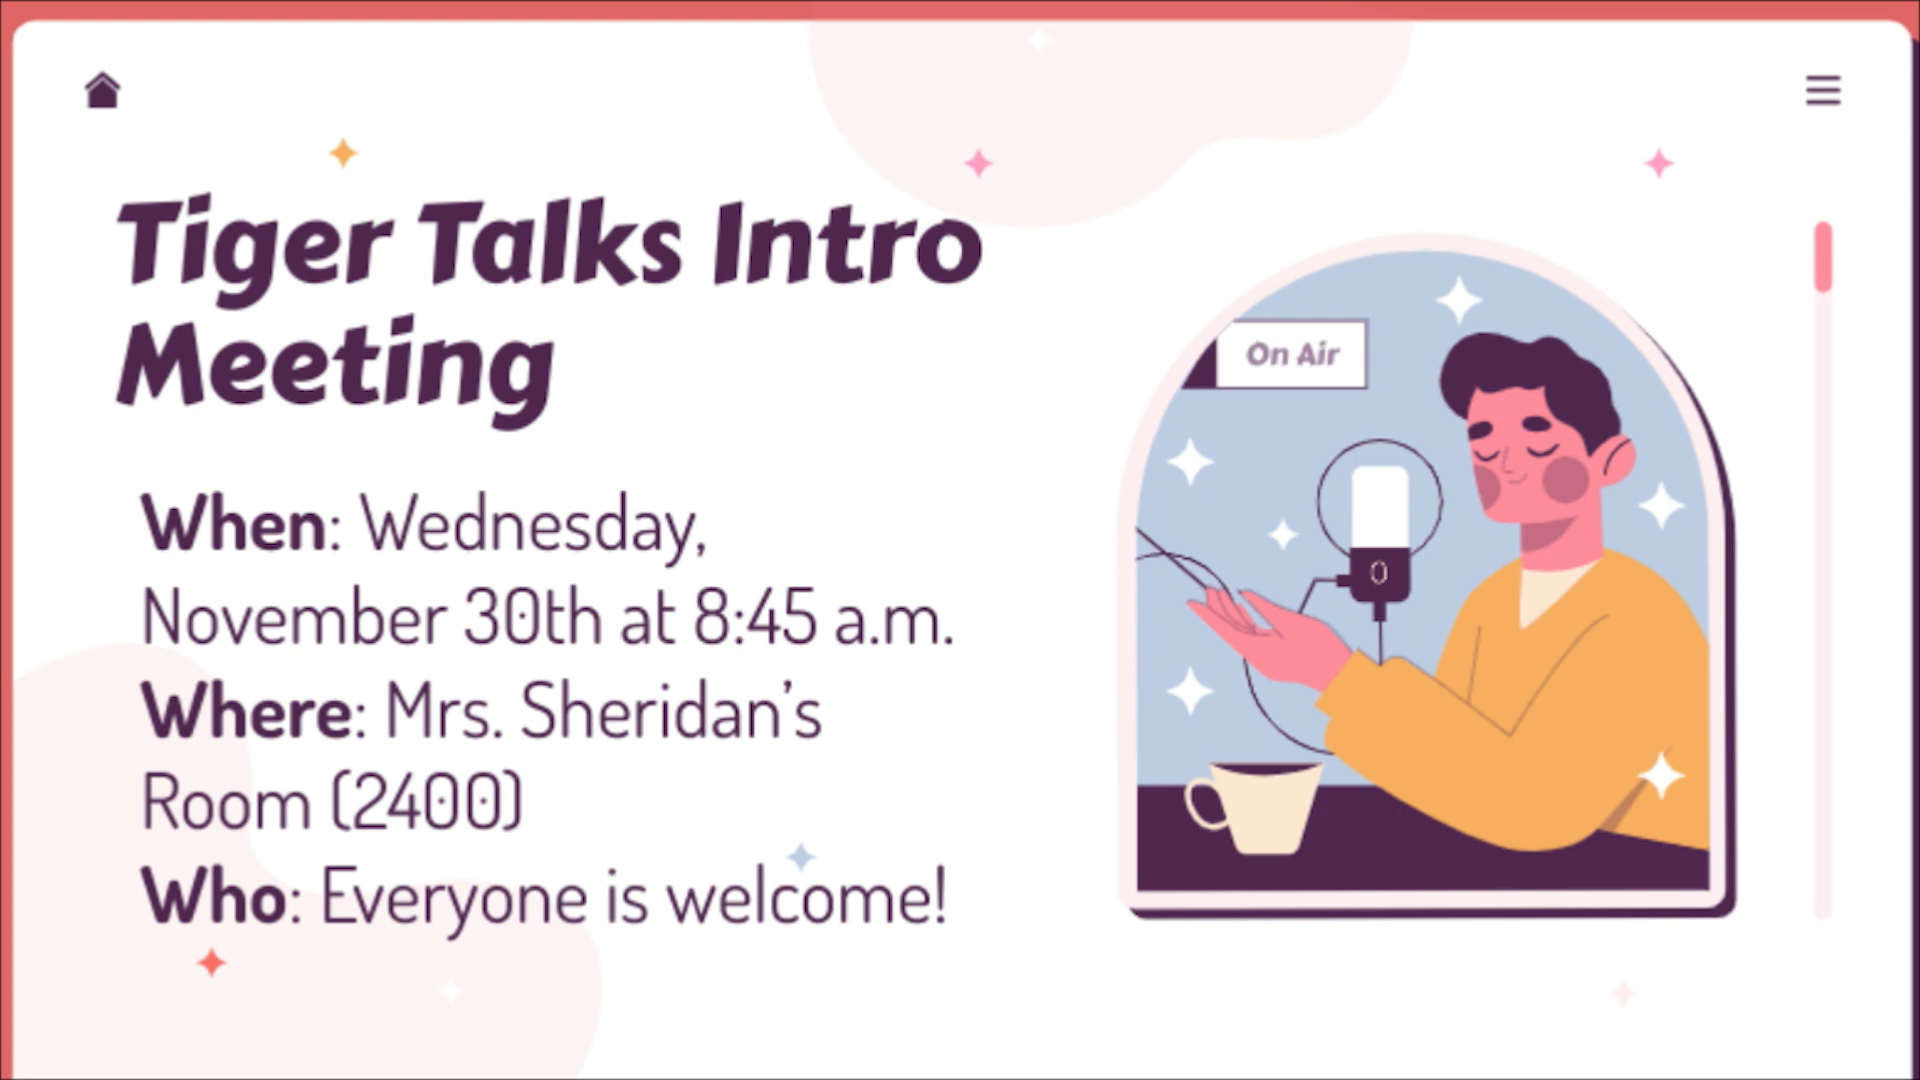 Tiger Talks Intro
Meeting
When: Wednesday,
November 30th at 8:45 a.m.
Where: Mrs. Sheridan’s
Room (2400)
Who: Everyone is welcome!
On Air
0